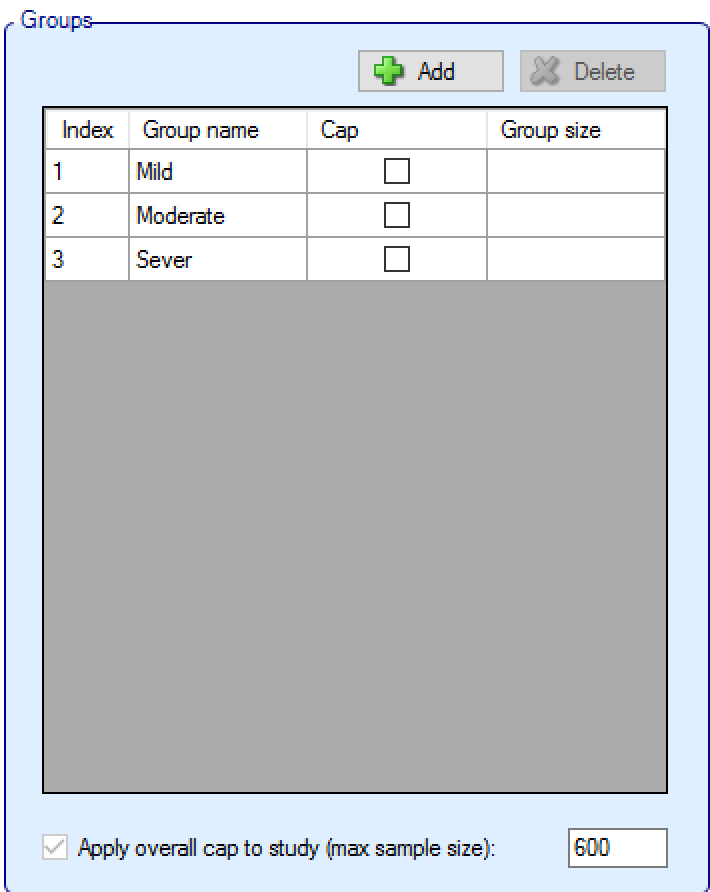 Groups
Add Delete
Index Group name Cap Group size
1 Mild
2 Moderate
3 Sever
Apply overall cap to study (max sample size): 600